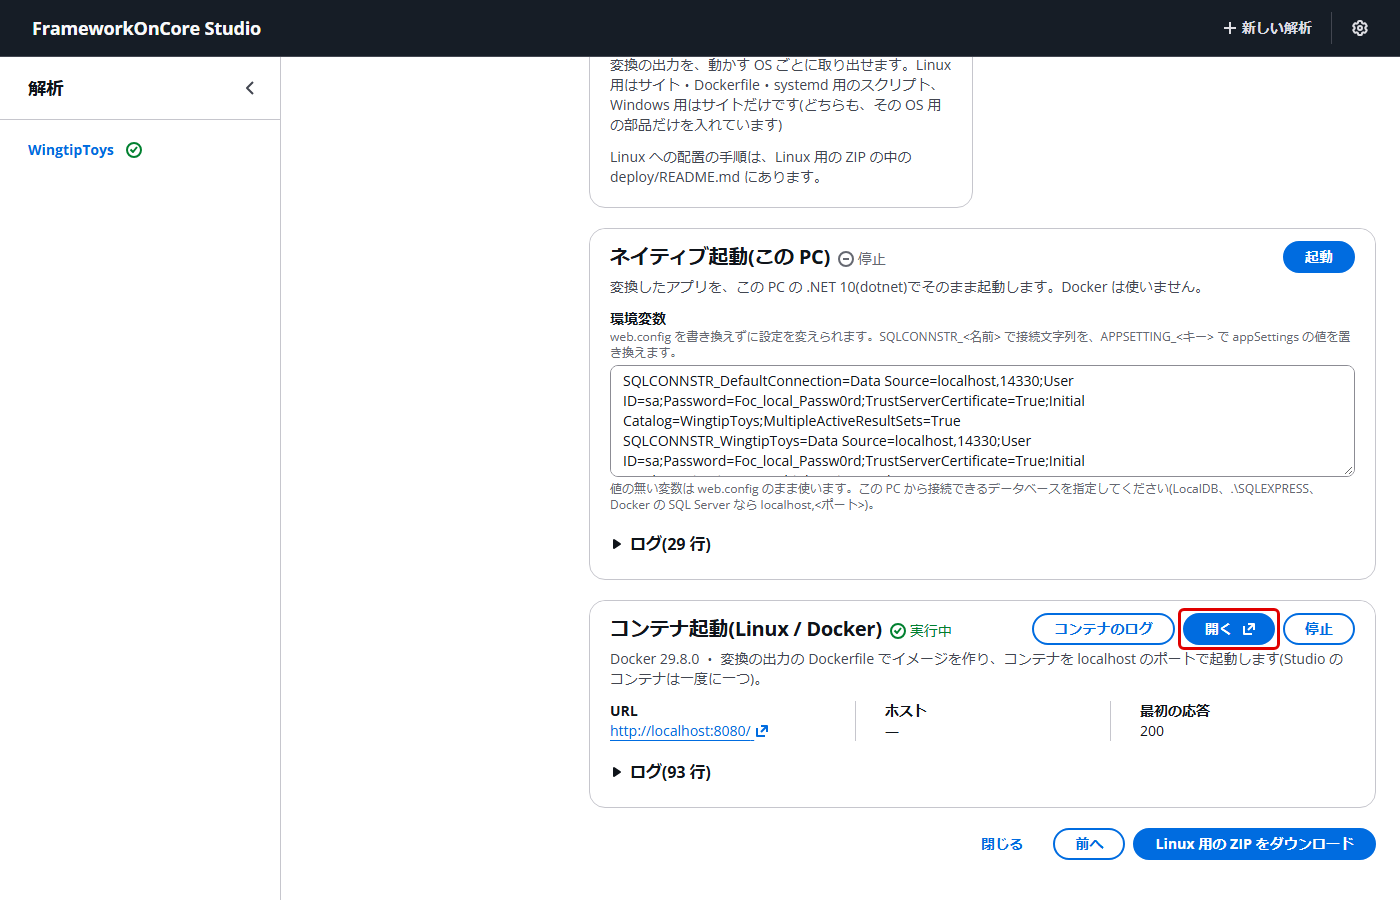 FrameworkOnCore Studio
新しい解析
解析
WingtipToys
変換の出力を、動かす OS ごとに取り出せます。Linux
用はサイト・Dockerfile・systemd 用のスクリプト、
Windows 用はサイトだけです(どちらも、その OS 用
の部品だけを入れています)
Linux への配置の手順は、Linux 用の ZIP の中の
deploy/README.md にあります。
ネイティブ起動(この PC) 停止
起動
変換したアプリを、この PC の .NET 10(dotnet)でそのまま起動します。Docker は使いません。
環境変数
web.config を書き換えずに設定を変えられます。SQLCONNSTR_<名前> で接続文字列を、APPSETTING_<キー> で appSettings の値を置
き換えます。
SQLCONNSTR_DefaultConnection=Data Source=localhost,14330;User
ID=sa;Password=Foc_local_Passw0rd;TrustServerCertificate=True;Initial
Catalog=WingtipToys;MultipleActiveResultSets=True
SQLCONNSTR_WingtipToys=Data Source=localhost,14330;User
ID=sa;Password=Foc_local_Passw0rd;TrustServerCertificate=True;Initial
値の無い変数は web.config のまま使います。この PC から接続できるデータベースを指定してください(LocalDB、.\SQLEXPRESS、
Docker の SQL Server なら localhost,<ポート>)。
ログ(29 行)
コンテナ起動(Linux / Docker) 実行中
コンテナのログ
開く
停止
Docker 29.8.0 ・ 変換の出力の Dockerfile でイメージを作り、コンテナを localhost のポートで起動します(Studio の
コンテナは一度に一つ)。
URL
http://localhost:8080/
ホスト
—
最初の応答
200
ログ(93 行)
閉じる
前へ
Linux 用の ZIP をダウンロード